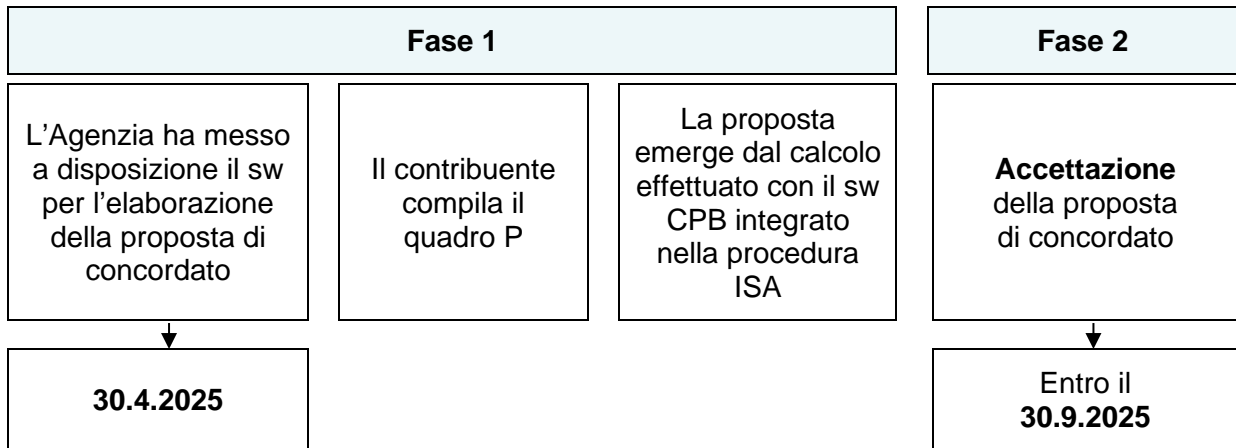 Fase 1
Fase 2
L’Agenzia ha messo
a disposizione il sw
per l’elaborazione
della proposta di
concordato
Il contribuente
compila il
quadro P
La proposta
emerge dal calcolo
effettuato con il sw
CPB integrato
nella procedura
ISA
Accettazione
della proposta
di concordato
30.4.2025
Entro il
30.9.2025